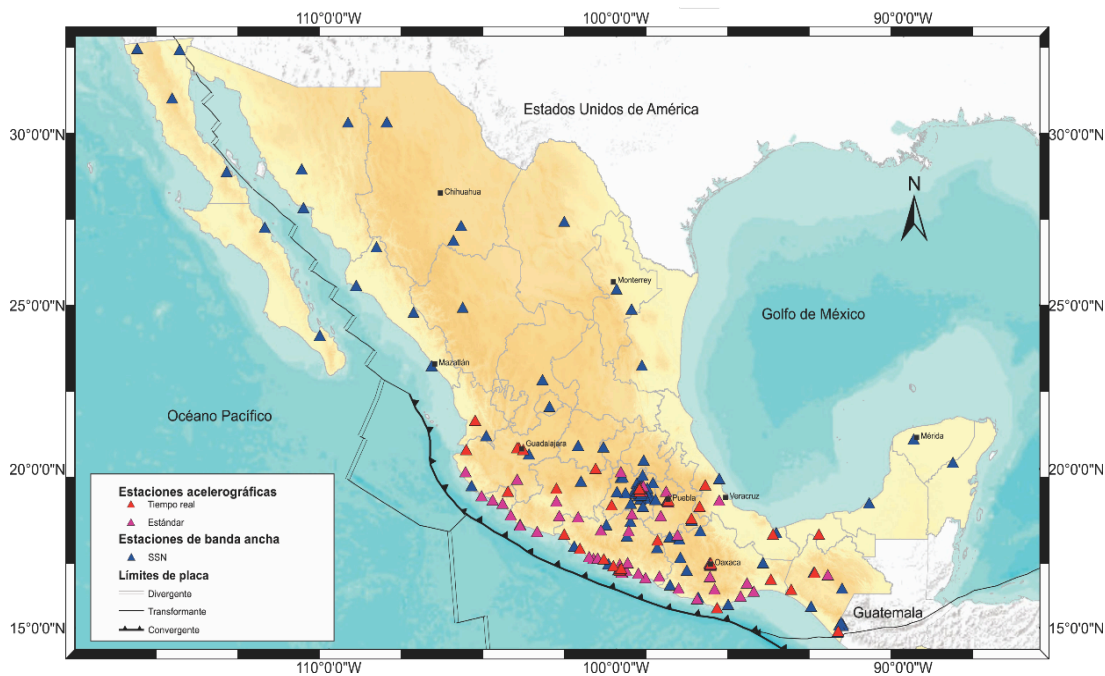 110°0'0"W 100°0'0"W 90°0'0"W
Estados Unidos de América
30°0'0"N 30°0'0"N
N
Chihuahua
Monterrey
25°0'0"N 25°0'0"N
Golfo de México
Mazatlán
Océano Pacífico
Mérida
Guadalajara
20°0'0"N 20°0'0"N
Estaciones acelerográficas
Tiempo real
Estándar
Estaciones de banda ancha
SSN
Límites de placa
Divergente
Transformante
Convergente
Puebla
Veracruz
Oaxaca
Guatemala
15°0'0"N 15°0'0"N
110°0'0"W 100°0'0"W 90°0'0"W